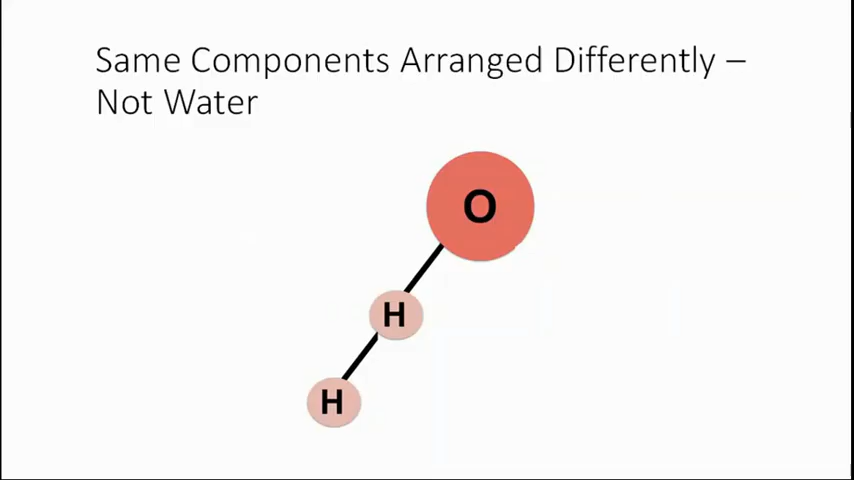 Same Components Arranged Differently –
Not Water
O
H
H